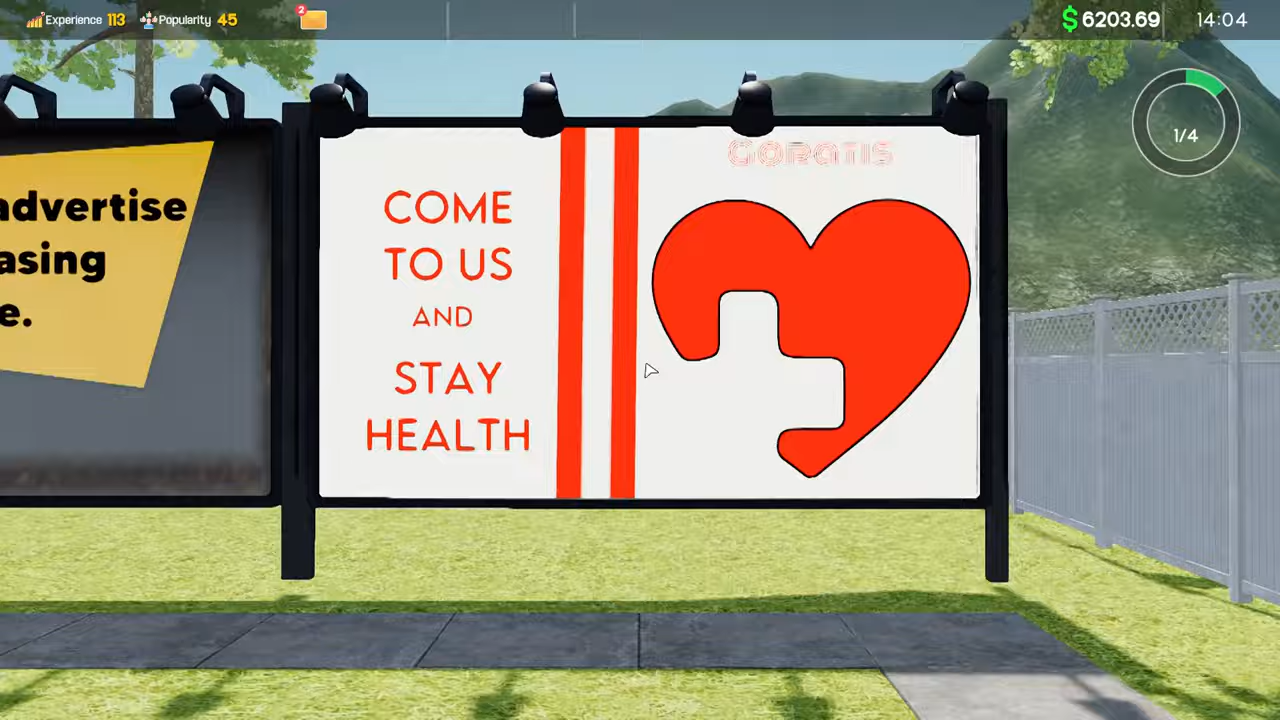 Experience 113
Popularity 45
2
$ 6203.69
14:04
1/4
advertise
asing
e.
COME
TO US
AND
STAY
HEALTH
GORATIS